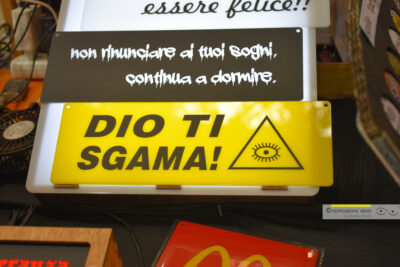 essere felice!!
non rinunciare ai tuoi sogni.
continua a dormire.
DIO TI
SGAMA!